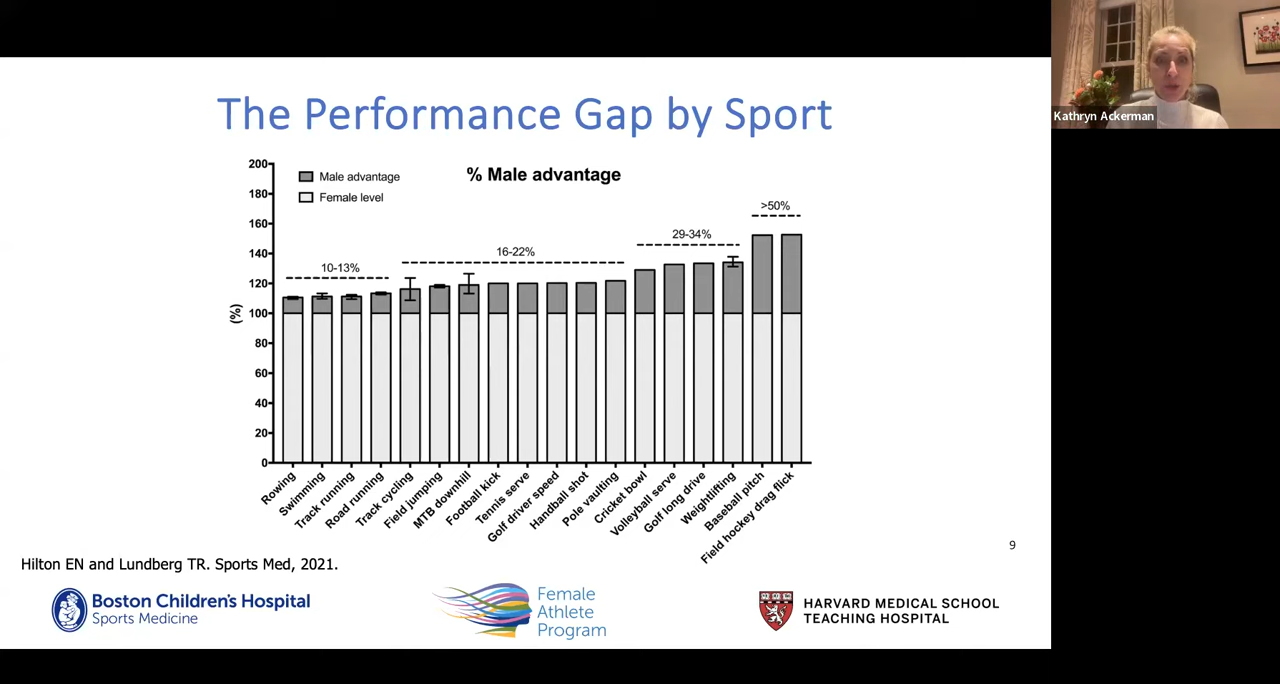 The Performance Gap by Sport
Kathryn Ackerman
% Male advantage
Male advantage
Female level
200
180
160
140
120
100
80
60
40
20
0
(%)
10-13%
16-22%
29-34%
>50%
Rowing
Swimming
Track running
Road running
Track cycling
Field jumping
MTB downhill
Football kick
Tennis serve
Golf driver speed
Handball shot
Pole vaulting
Cricket bowl
Volleyball serve
Golf long drive
Weightlifting
Baseball pitch
Field hockey drag flick
9
Hilton EN and Lundberg TR. Sports Med, 2021.
Boston Children's Hospital
Sports Medicine
Female
Athlete
Program
HARVARD MEDICAL SCHOOL
TEACHING HOSPITAL